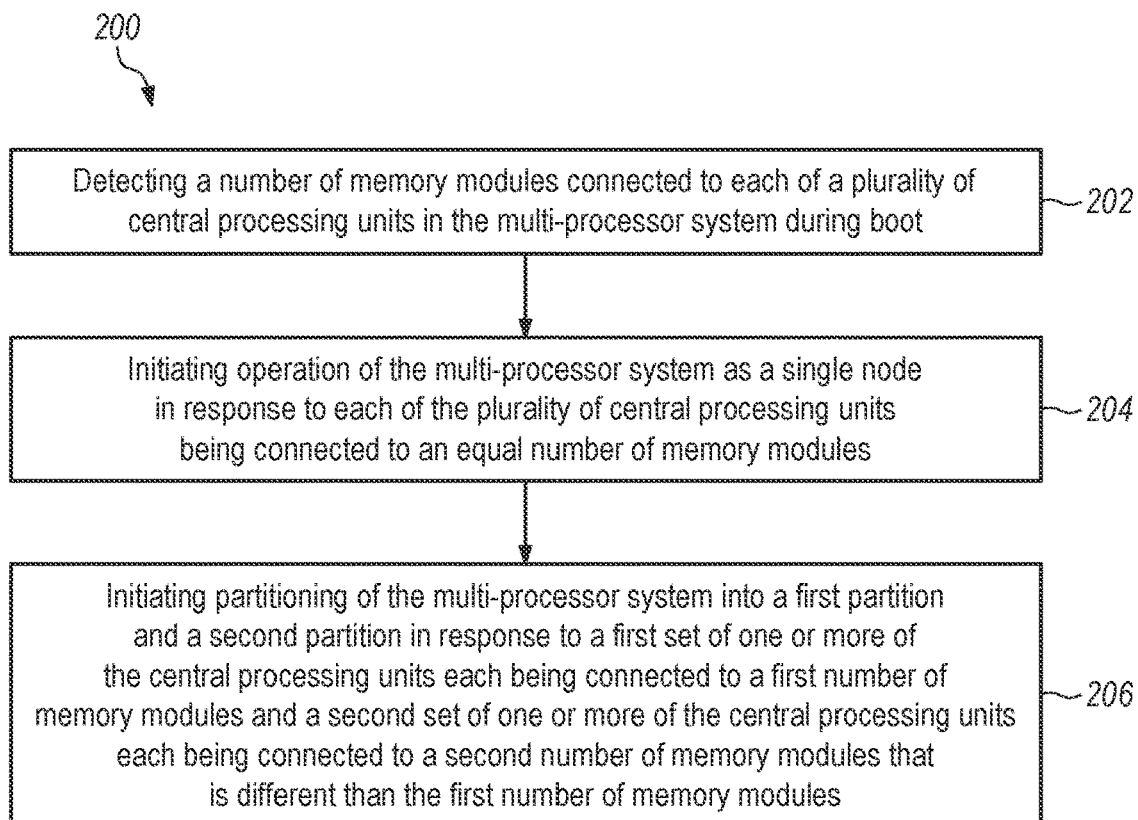 200
Detecting a number of memory modules connected to each of a plurality of
central processing units in the multi-processor system during boot
202
Initiating operation of the multi-processor system as a single node
in response to each of the plurality of central processing units
being connected to an equal number of memory modules
204
Initiating partitioning of the multi-processor system into a first partition
and a second partition in response to a first set of one or more of
the central processing units each being connected to a first number of
memory modules and a second set of one or more of the central processing units
each being connected to a second number of memory modules that
is different than the first number of memory modules
206